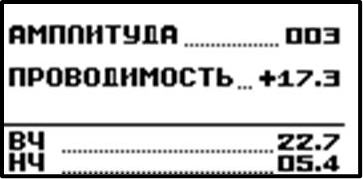 АМПЛИТУДА ................ 003
ПРОВОДИМОСТЬ ... +17.3
ВЧ ................................ 22.7
НЧ ................................ 05.4